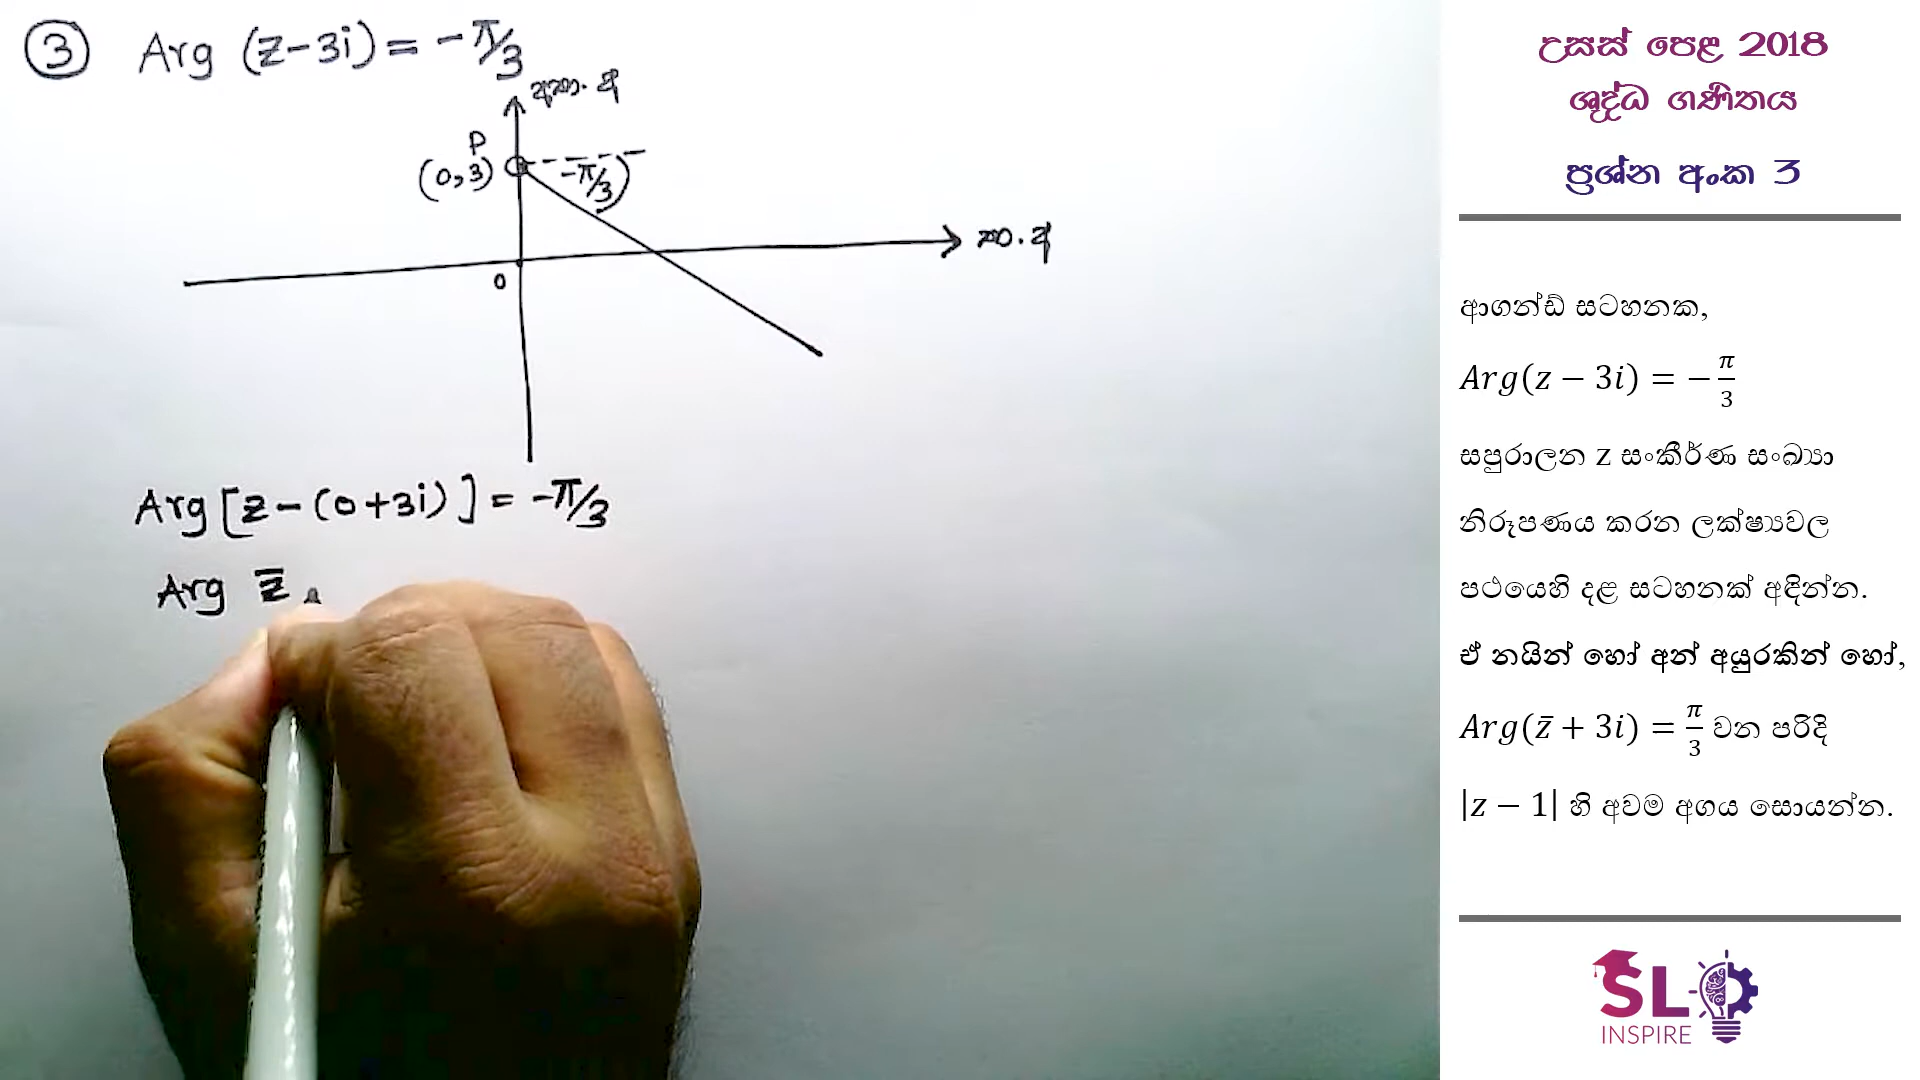 ③ Arg (z-3i) = -π/3
P
(0, 3)
-π/3
0
Arg [z - (0+3i)] = -π/3
Arg z̄
උසස් පෙළ 2018
ශුද්ධ ගණිතය
ප්‍රශ්න අංක 3
ආගන්ඩ් සටහනක,
Arg(z − 3i) = −π/3
සපුරාලන z සංකීර්ණ සංඛ්‍යා
නිරූපණය කරන ලක්ෂ්‍යවල
පථයෙහි දළ සටහනක් අඳින්න.
ඒ නයින් හෝ අන් අයුරකින් හෝ,
Arg(z̄ + 3i) = π/3 වන පරිදි
|z − 1| හි අවම අගය සොයන්න.
SL
INSPIRE